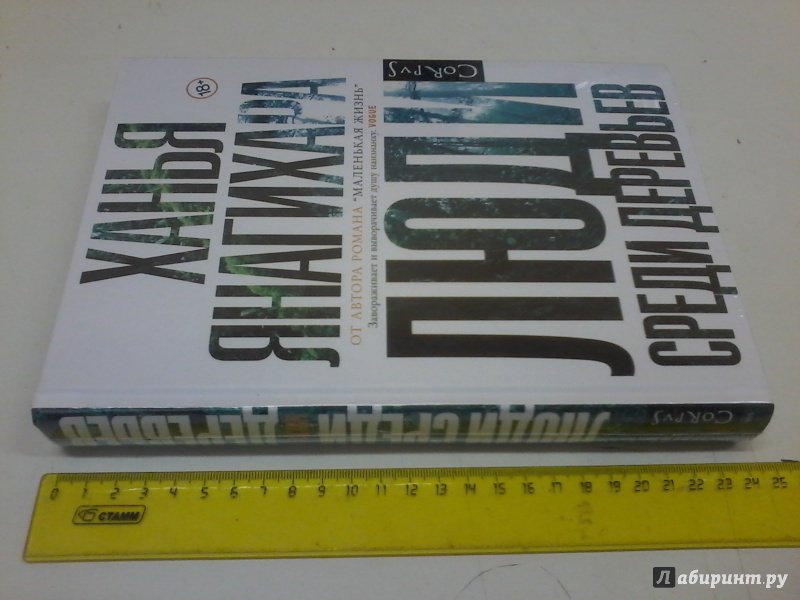 ХАНЬЯ
ЯНАГИХАРА
18+
ОТ АВТОРА РОМАНА "МАЛЕНЬКАЯ ЖИЗНЬ"
Завораживает и выворачивает душу наизнанку. VOGUE
CORPVS
ЛЮДИ
СРЕДИ ДЕРЕВЬЕВ
CORPVS
ЛЮДИ СРЕДИ ДЕРЕВЬЕВ
0 1 2 3 4 5 6 7 8 9 10 11 12 13 14 15 16 17 18 19 20 21 22 23 24 25
СТАММ
Лабиринт.ру